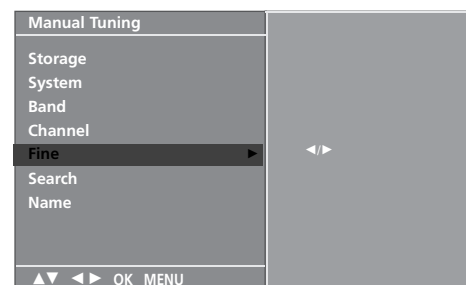 Manual Tuning
Storage
System
Band
Channel
Fine ► ◄/►
Search
Name
▲▼ ◄► OK MENU